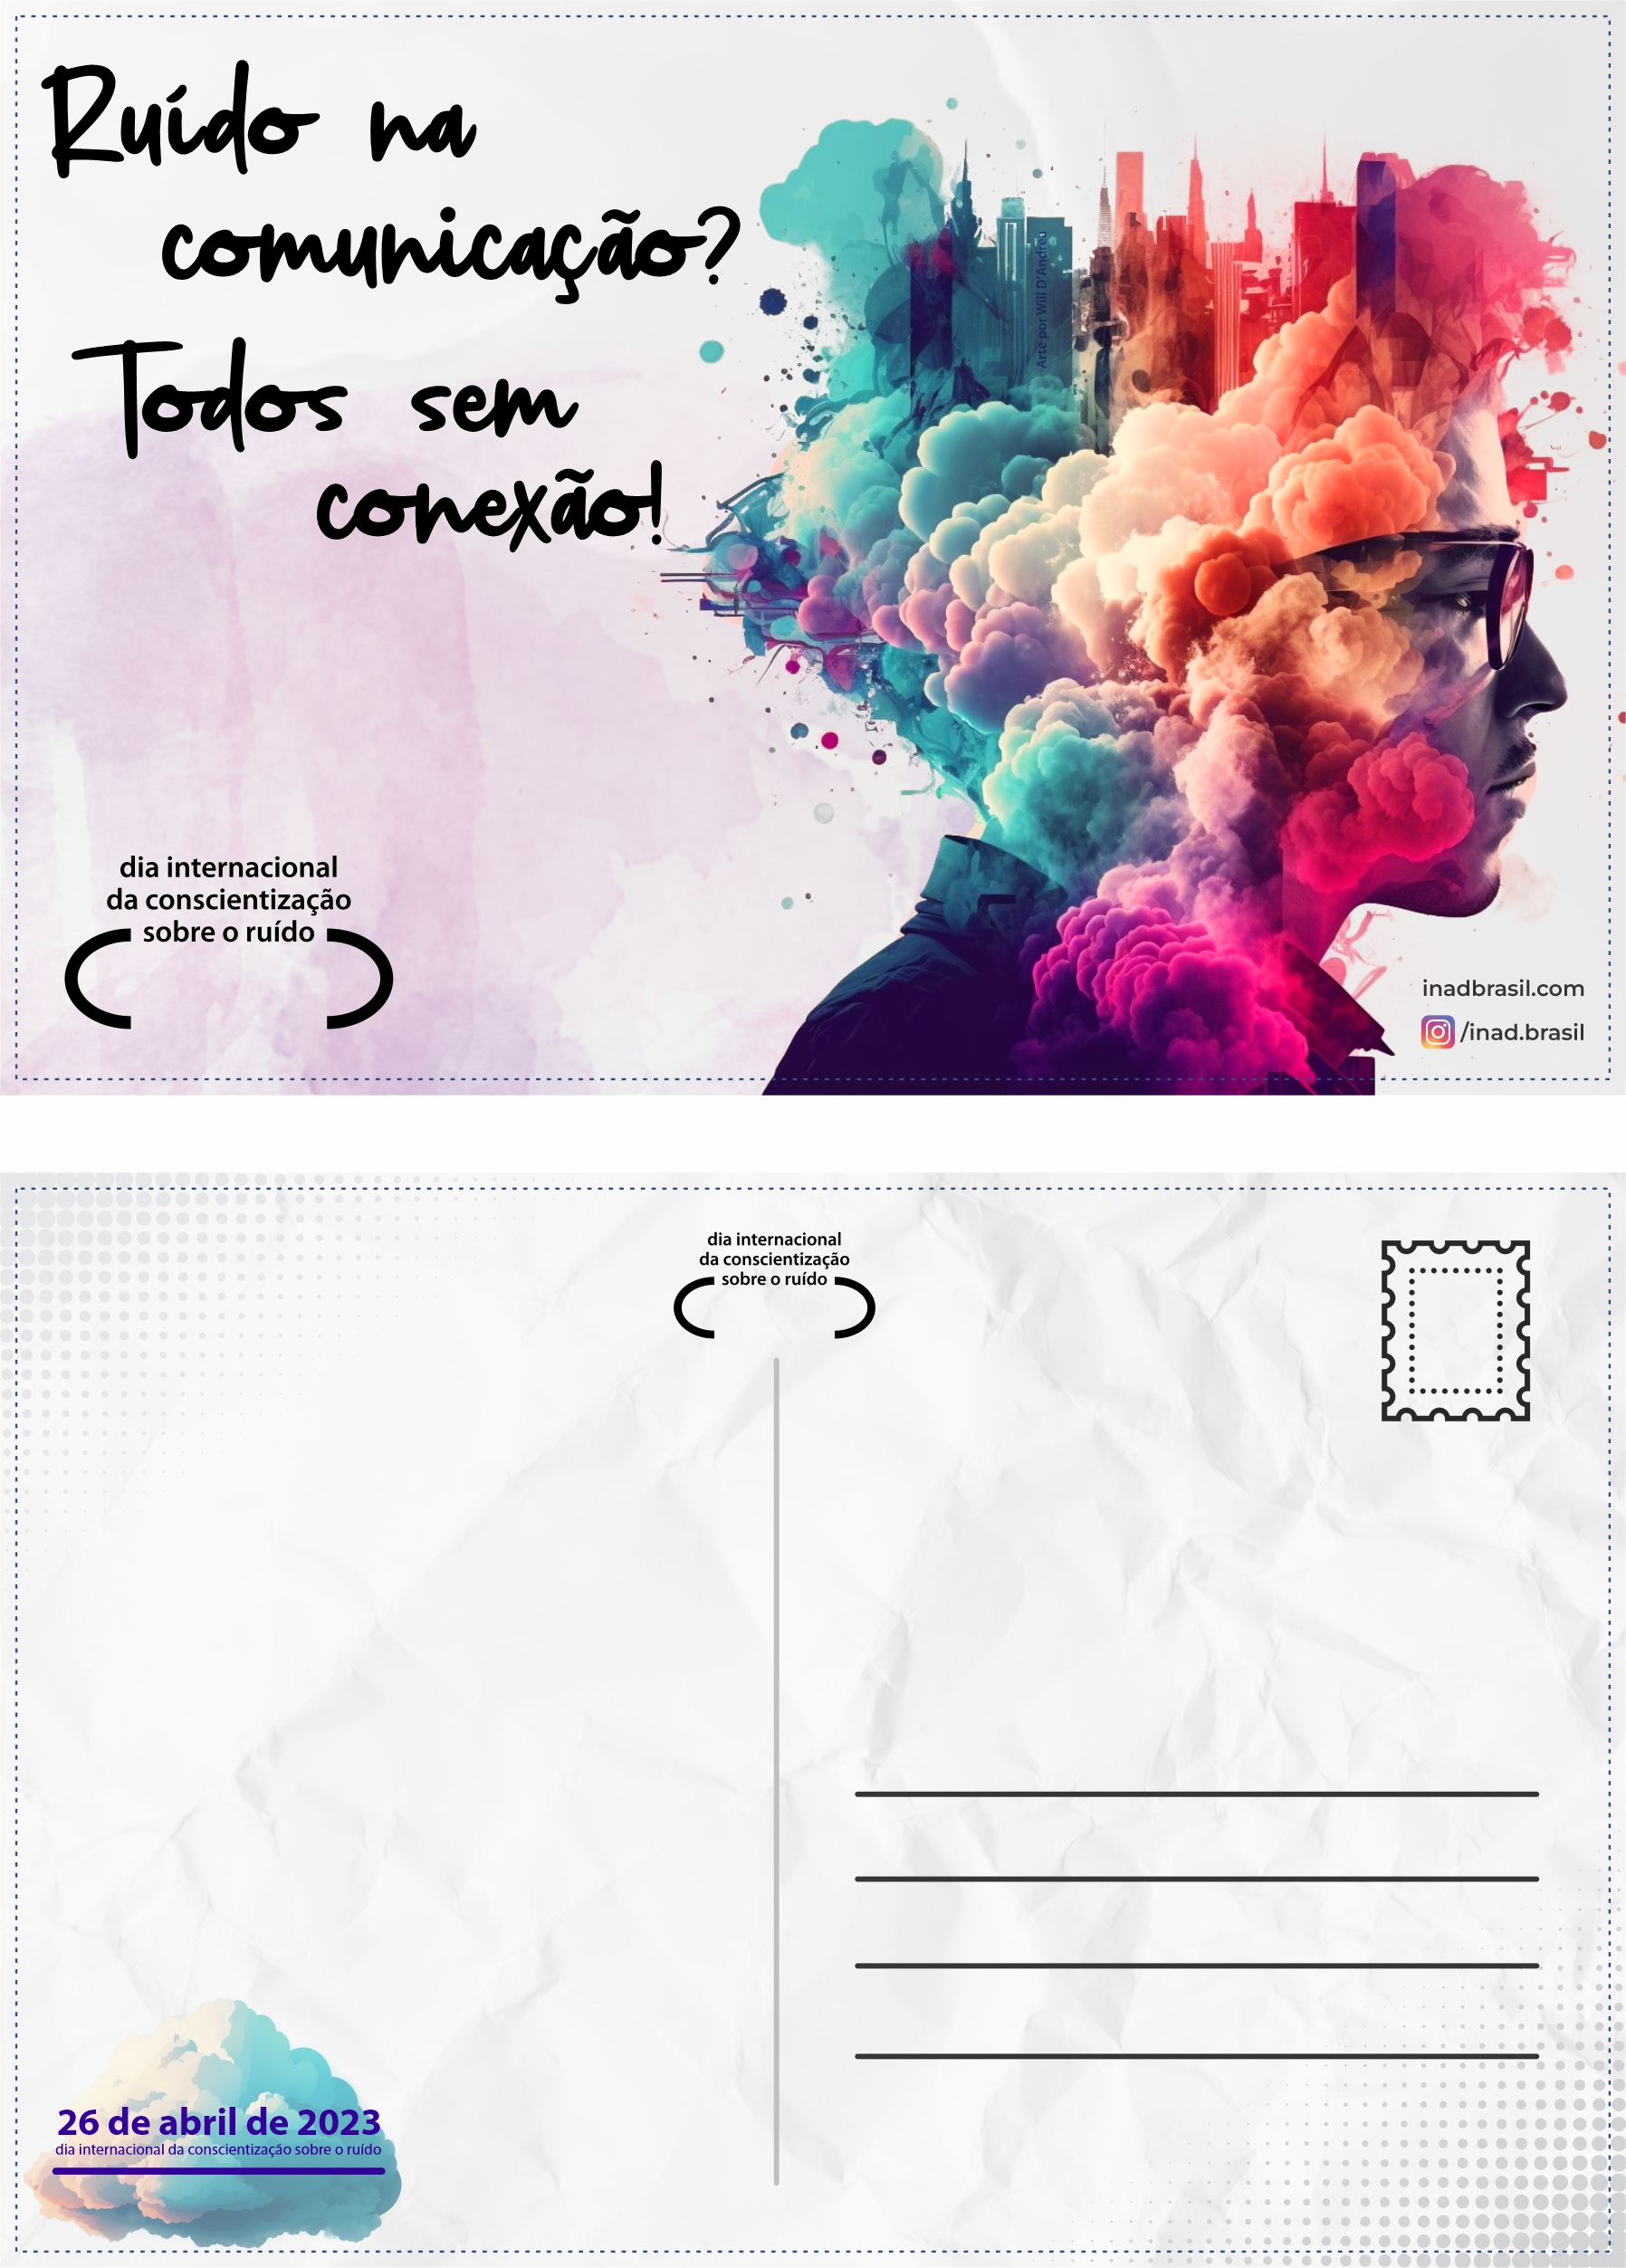 Ruído na
comunicação?
Todos sem
conexão!
Arte por Will D'Andrea
dia internacional
da conscientização
sobre o ruído
inadbrasil.com
/inad.brasil
dia internacional
da conscientização
sobre o ruído
26 de abril de 2023
dia internacional da conscientização sobre o ruído